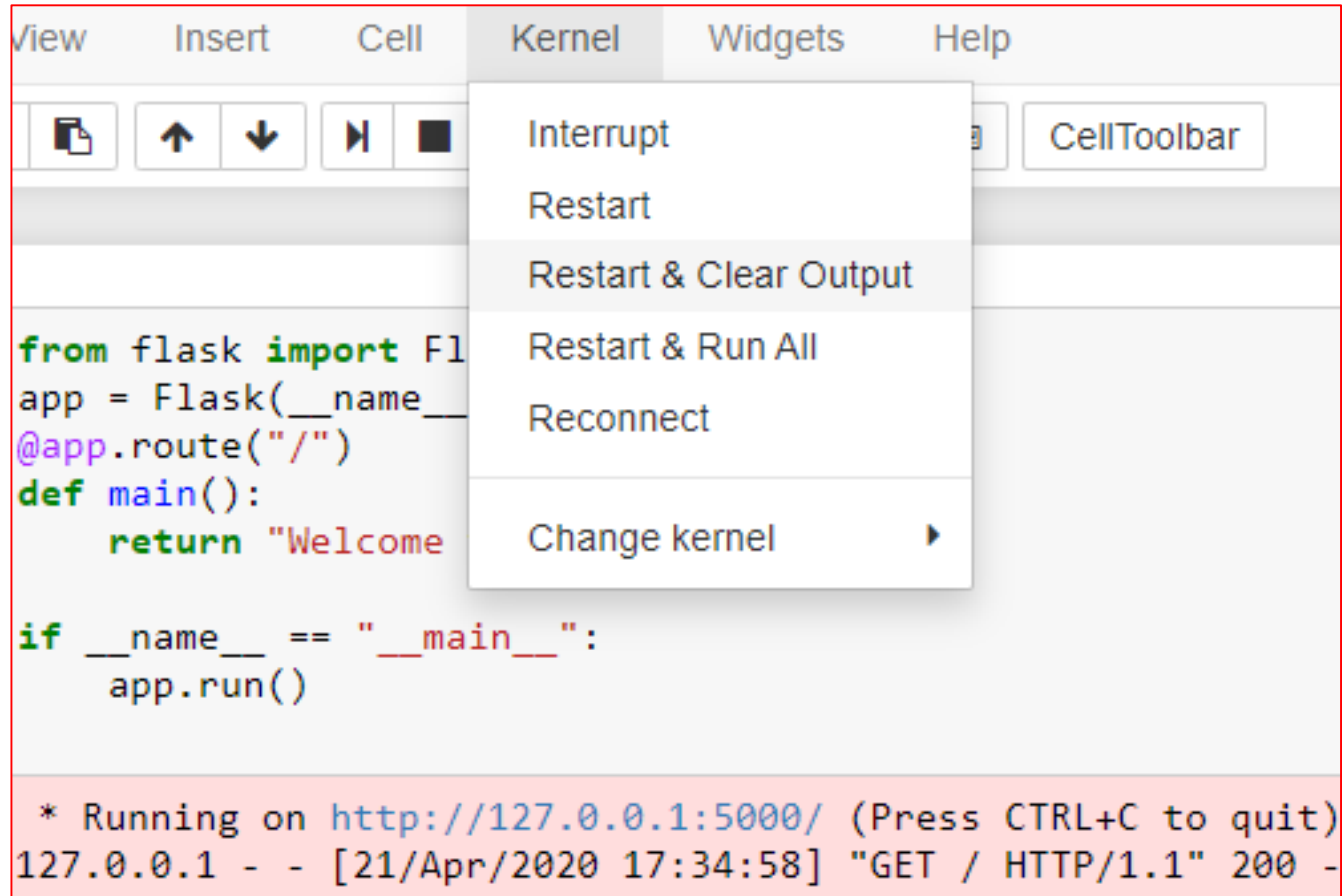 View Insert Cell Kernel Widgets Help
CellToolbar
Interrupt
Restart
Restart & Clear Output
Restart & Run All
Reconnect
Change kernel
from flask import Fl
app = Flask(__name__
@app.route("/")
def main():
    return "Welcome
if __name__ == "__main__":
    app.run()
* Running on http://127.0.0.1:5000/ (Press CTRL+C to quit)
127.0.0.1 - - [21/Apr/2020 17:34:58] "GET / HTTP/1.1" 200 -